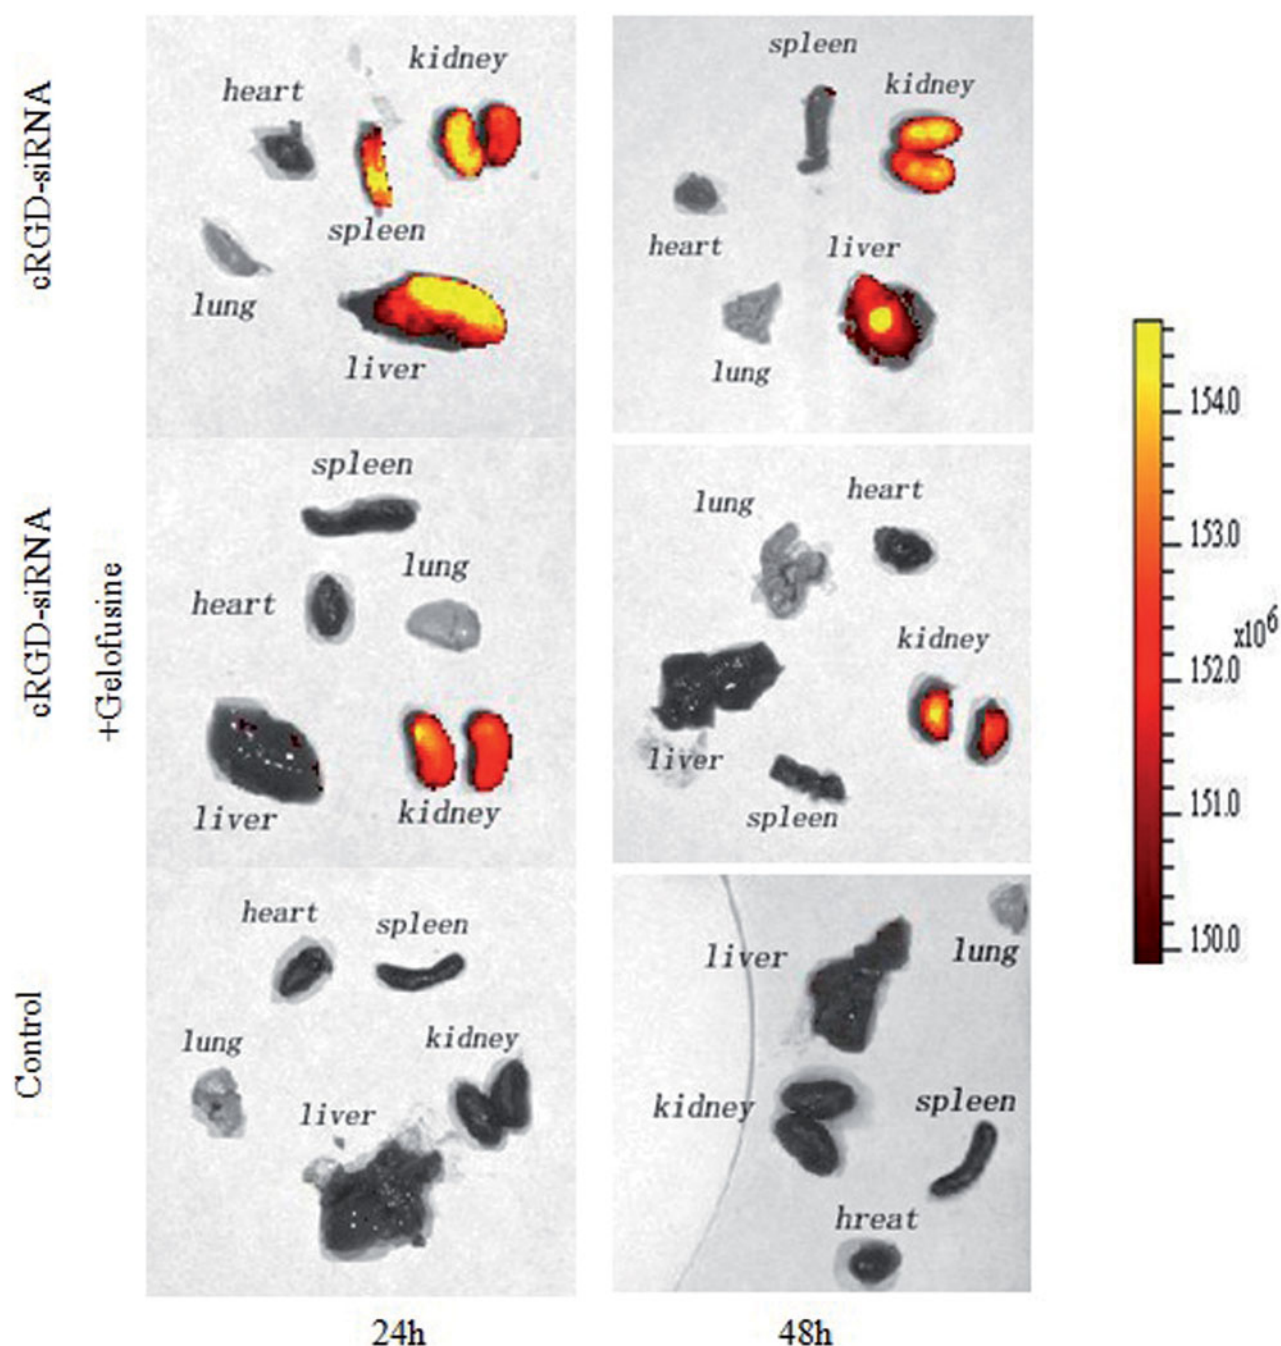 cRGD-siRNA
kidney
heart
spleen
lung
liver
spleen
kidney
heart
liver
lung
cRGD-siRNA
+Gelofusine
spleen
lung
heart
liver
kidney
lung
heart
kidney
liver
spleen
Control
heart
spleen
lung
kidney
liver
liver
lung
kidney
spleen
hreat
24h
48h
154.0
153.0
x10⁶
152.0
151.0
150.0